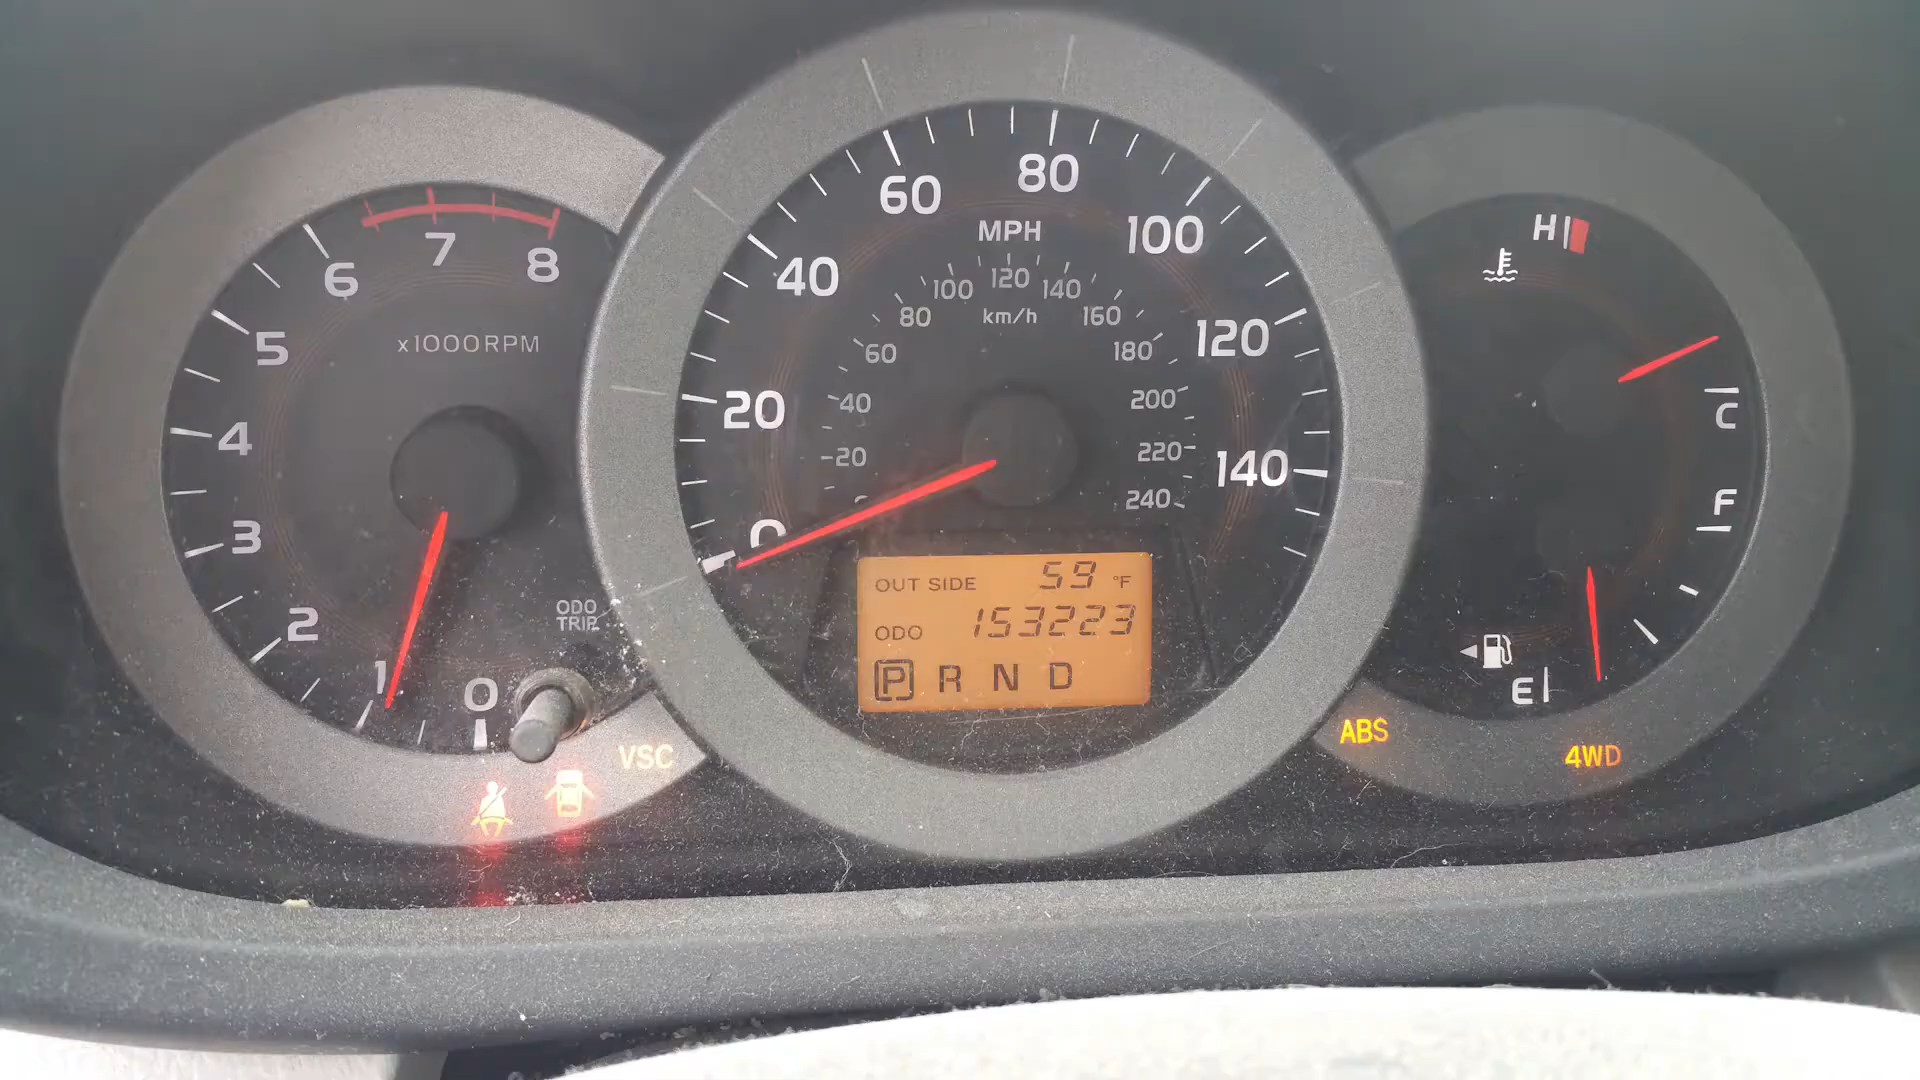 0
1
2
3
4
5
6
7
8
x1000RPM
ODO
TRIP
VSC
0
20
40
60
80
100
120
140
MPH
20
40
60
80
100
120
140
160
180
200
220
240
km/h
OUT SIDE 59 °F
ODO 153223
P R N D
H
C
F
E
ABS
4WD